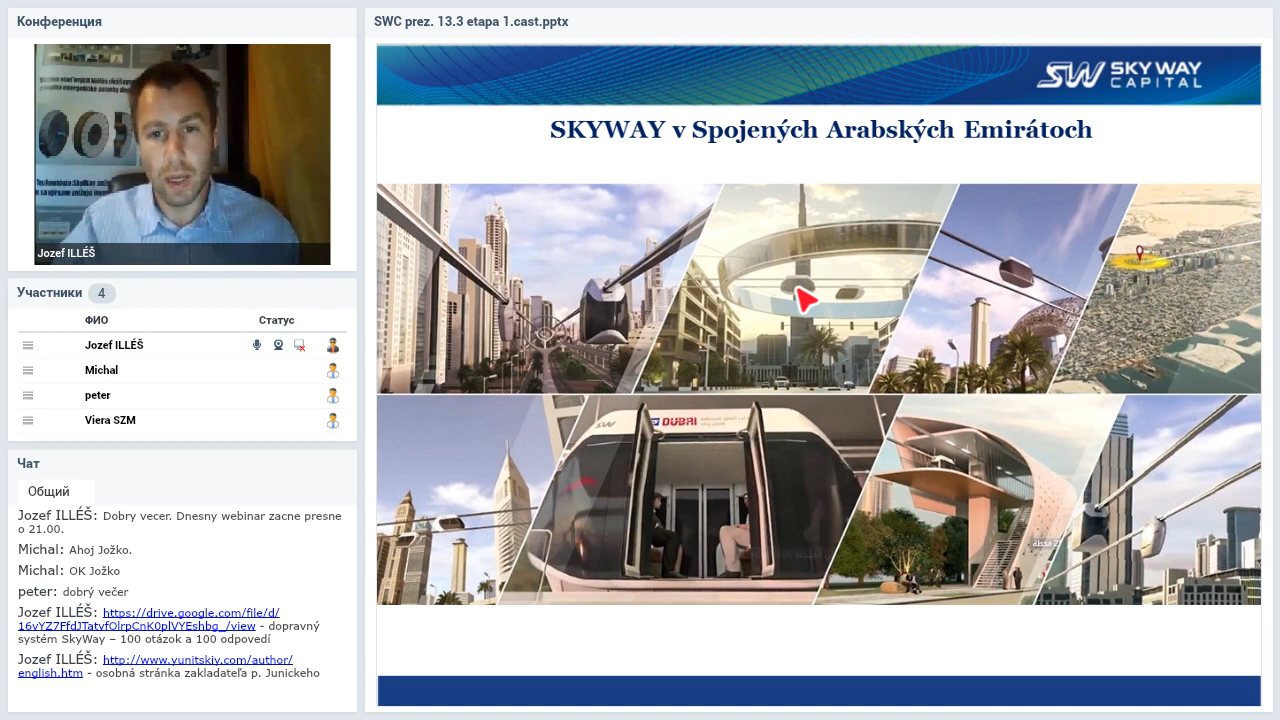 Конференция
Jozef ILLÉŠ
Участники 4
ФИО Статус
Jozef ILLÉŠ
Michal
peter
Viera SZM
Чат
Общий
Jozef ILLÉŠ: Dobry vecer. Dnesny webinar zacne presne
o 21.00.
Michal: Ahoj Jožko.
Michal: OK Jožko
peter: dobrý večer
Jozef ILLÉŠ: https://drive.google.com/file/d/
16vYZ7FfdJTatvfOlrpCnK0plVYEshbg_/view - dopravný
systém SkyWay – 100 otázok a 100 odpovedí
Jozef ILLÉŠ: http://www.yunitskiy.com/author/
english.htm - osobná stránka zakladateľa p. Junickeho
SWC prez. 13.3 etapa 1.cast.pptx
SW SKY WAY
CAPITAL
SKYWAY v Spojených Arabských Emirátoch
SW
DUBAI